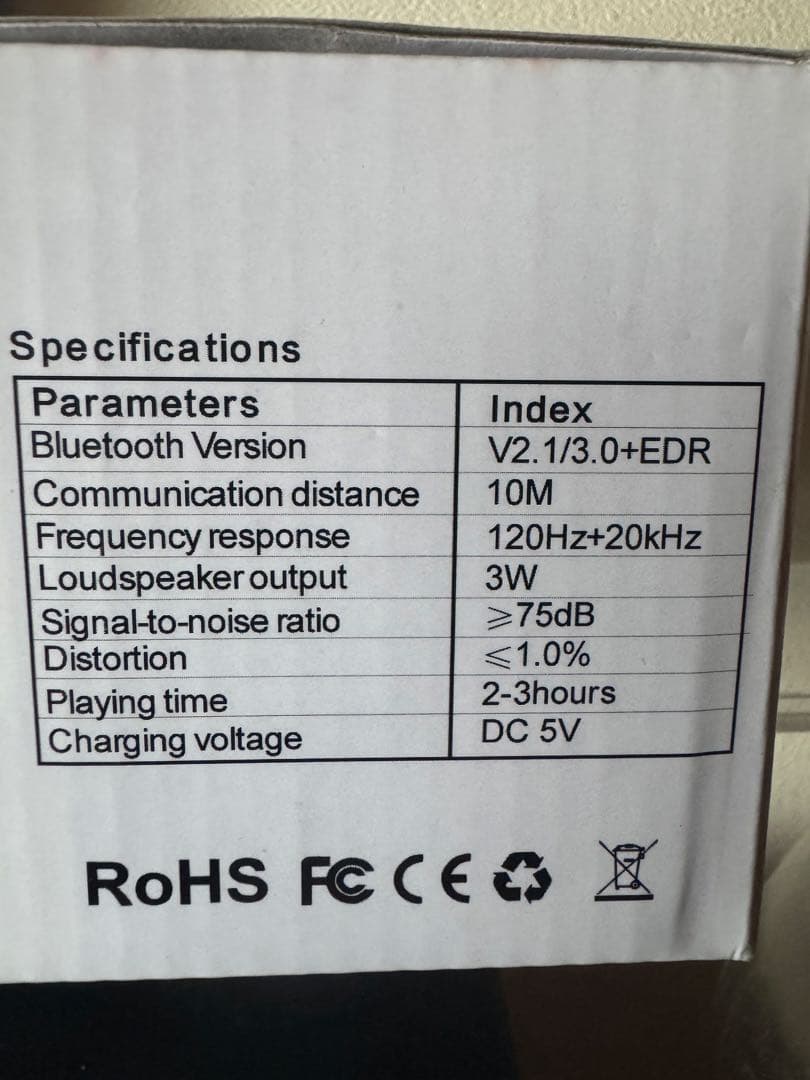 Specifications
Parameters Index
Bluetooth Version V2.1/3.0+EDR
Communication distance 10M
Frequency response 120Hz+20kHz
Loudspeaker output 3W
Signal-to-noise ratio ⩾75dB
Distortion ⩽1.0%
Playing time 2-3hours
Charging voltage DC 5V
RoHS FC CE